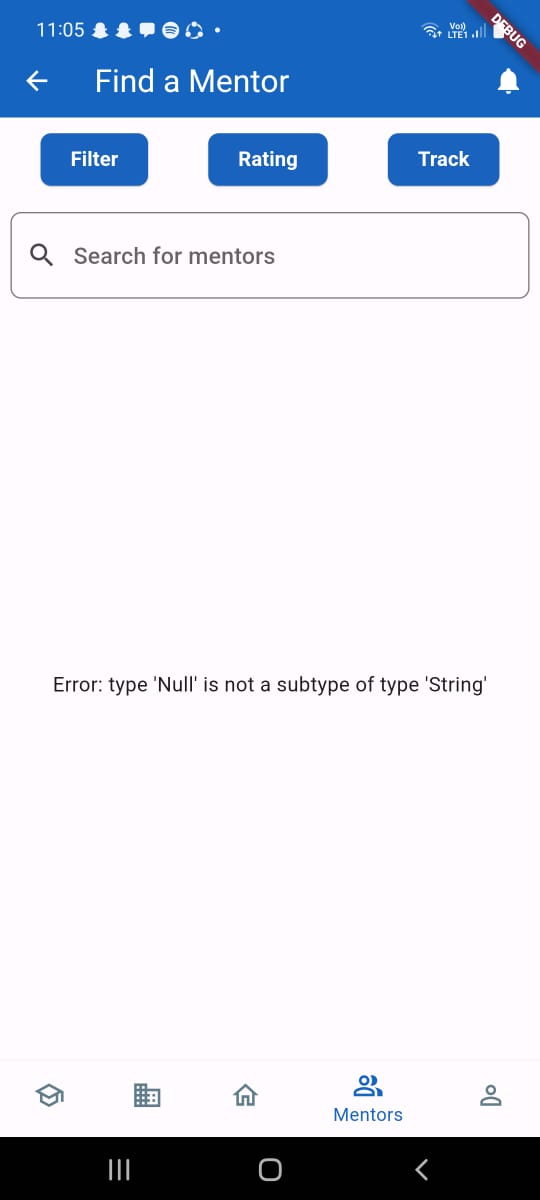 11:05
Vo))
LTE1
DEBUG
Find a Mentor
Filter Rating Track
Search for mentors
Error: type 'Null' is not a subtype of type 'String'
Mentors